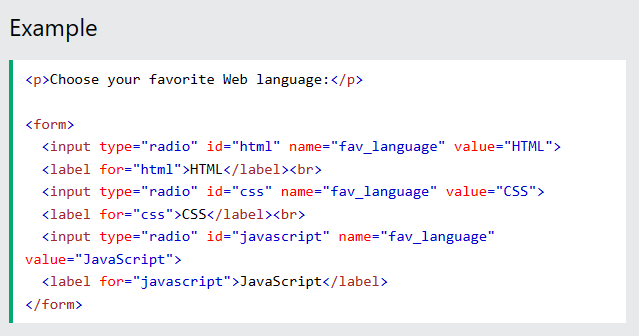 Example
<p>Choose your favorite Web language:</p>
<form>
<input type="radio" id="html" name="fav_language" value="HTML">
<label for="html">HTML</label><br>
<input type="radio" id="css" name="fav_language" value="CSS">
<label for="css">CSS</label><br>
<input type="radio" id="javascript" name="fav_language"
value="JavaScript">
<label for="javascript">JavaScript</label>
</form>